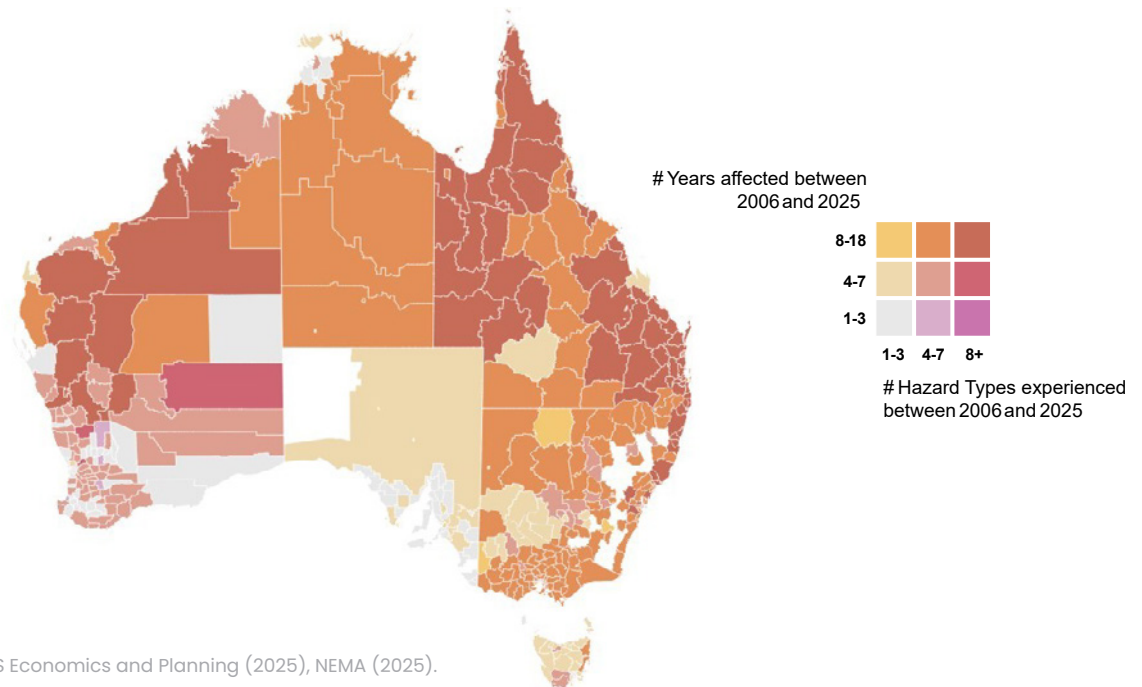 # Years affected between
2006 and 2025
8-18
4-7
1-3
1-3 4-7 8+
# Hazard Types experienced
between 2006 and 2025
S Economics and Planning (2025), NEMA (2025).